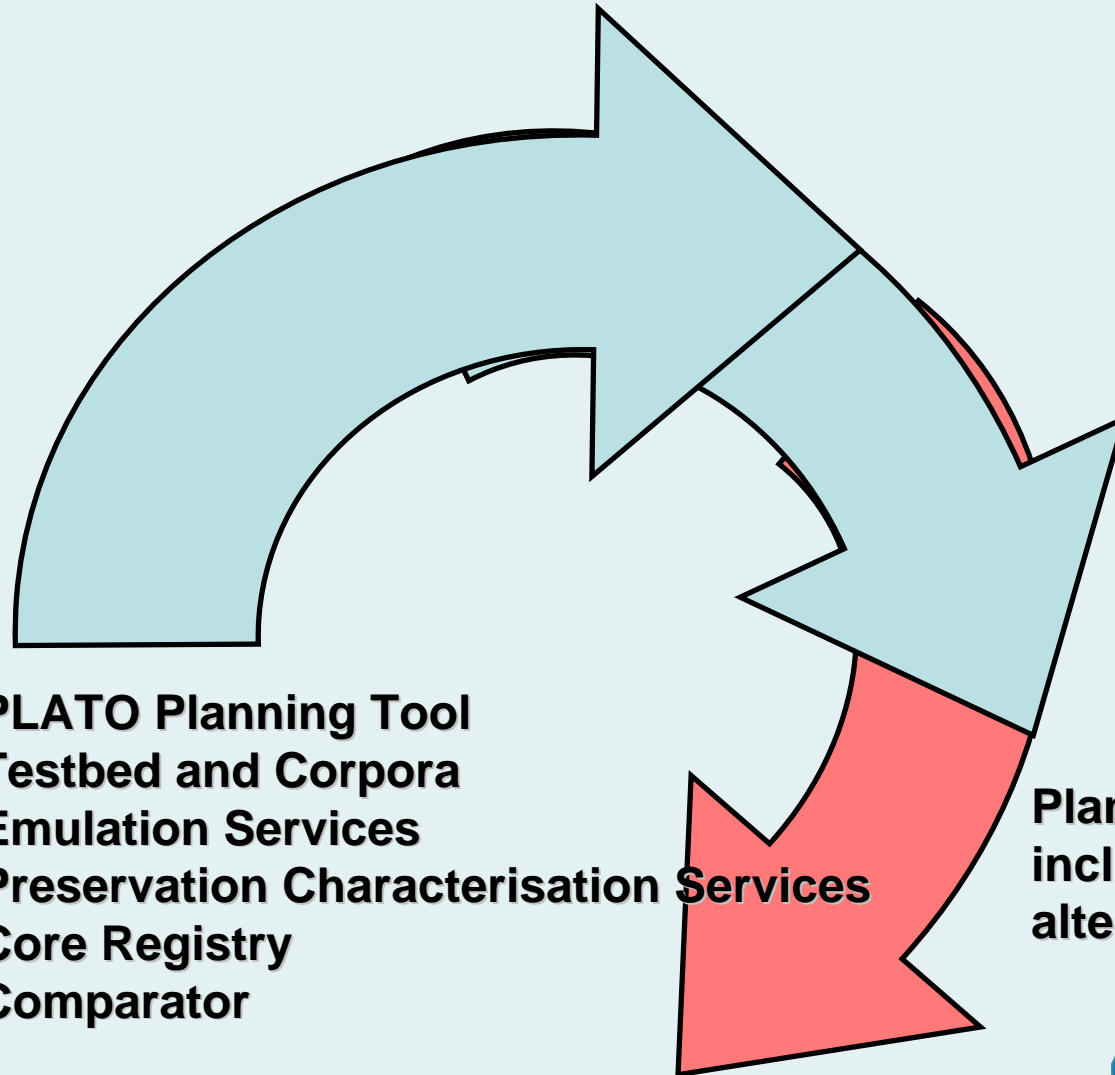 PLATO Planning Tool
Testbed and Corpora
Emulation Services
Preservation Characterisation Services
Core Registry
Comparator